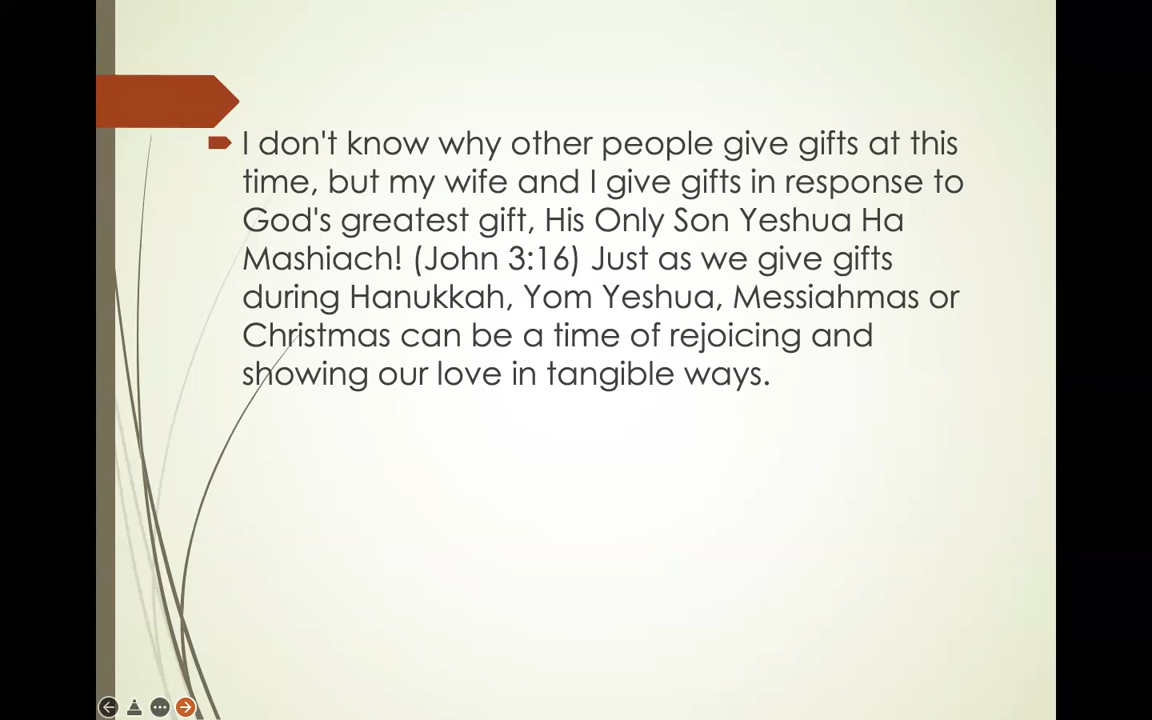 I don't know why other people give gifts at this
time, but my wife and I give gifts in response to
God's greatest gift, His Only Son Yeshua Ha
Mashiach! (John 3:16) Just as we give gifts
during Hanukkah, Yom Yeshua, Messiahmas or
Christmas can be a time of rejoicing and
showing our love in tangible ways.